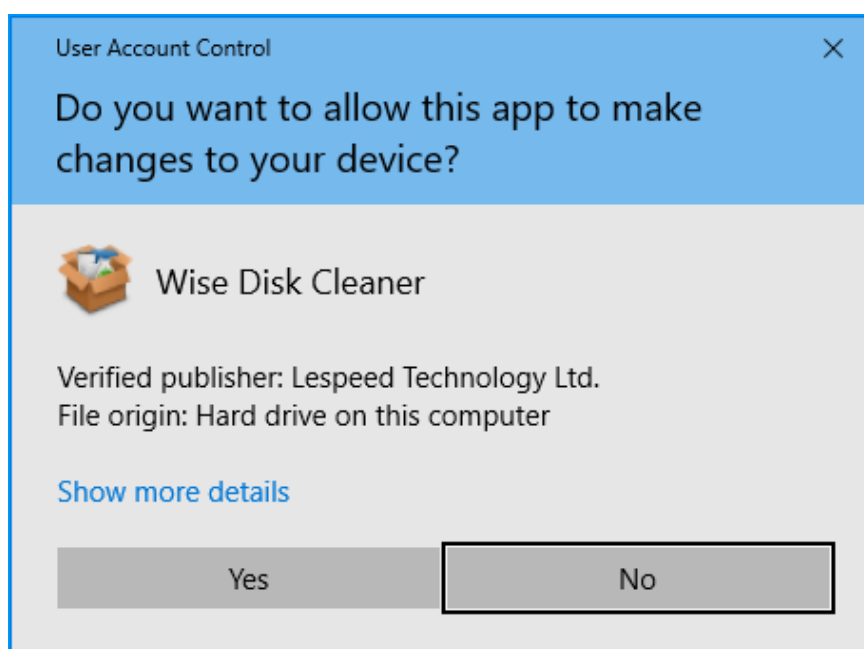 User Account Control
Do you want to allow this app to make
changes to your device?
Wise Disk Cleaner
Verified publisher: Lespeed Technology Ltd.
File origin: Hard drive on this computer
Show more details
Yes
No